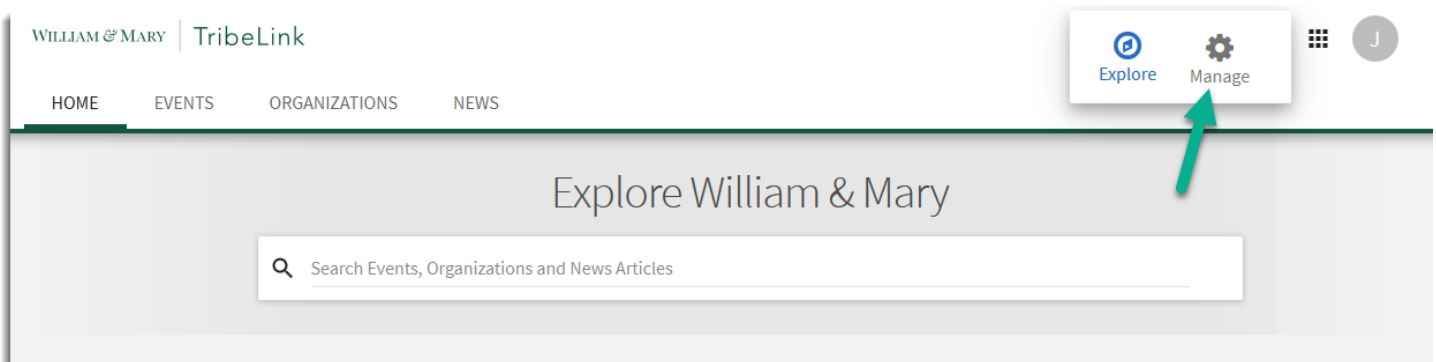 WILLIAM & MARY TribeLink
Explore Manage
J
HOME EVENTS ORGANIZATIONS NEWS
Explore William & Mary
Search Events, Organizations and News Articles